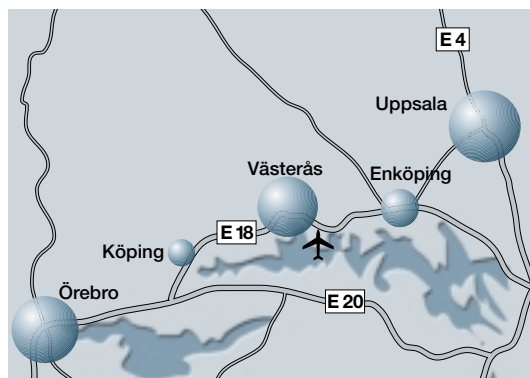 E 4
Uppsala
Västerås
Enköping
E 18
Köping
Örebro
E 20